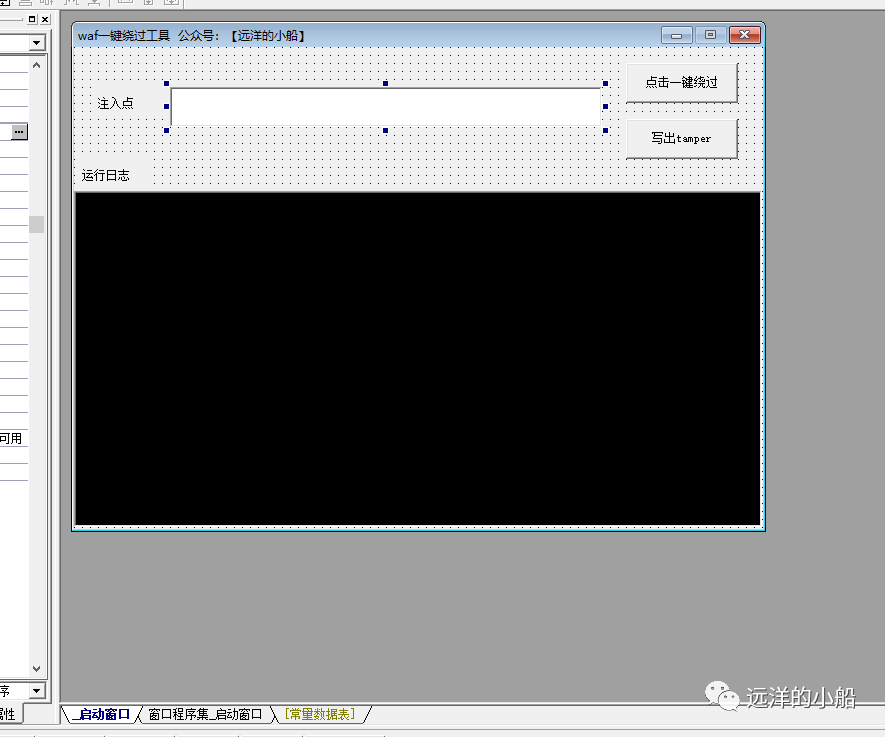 waf一键绕过工具 公众号：【远洋的小船】
注入点
点击一键绕过
写出tamper
运行日志
可用
序
属性
_启动窗口
窗口程序集_启动窗口
[常量数据表]
远洋的小船